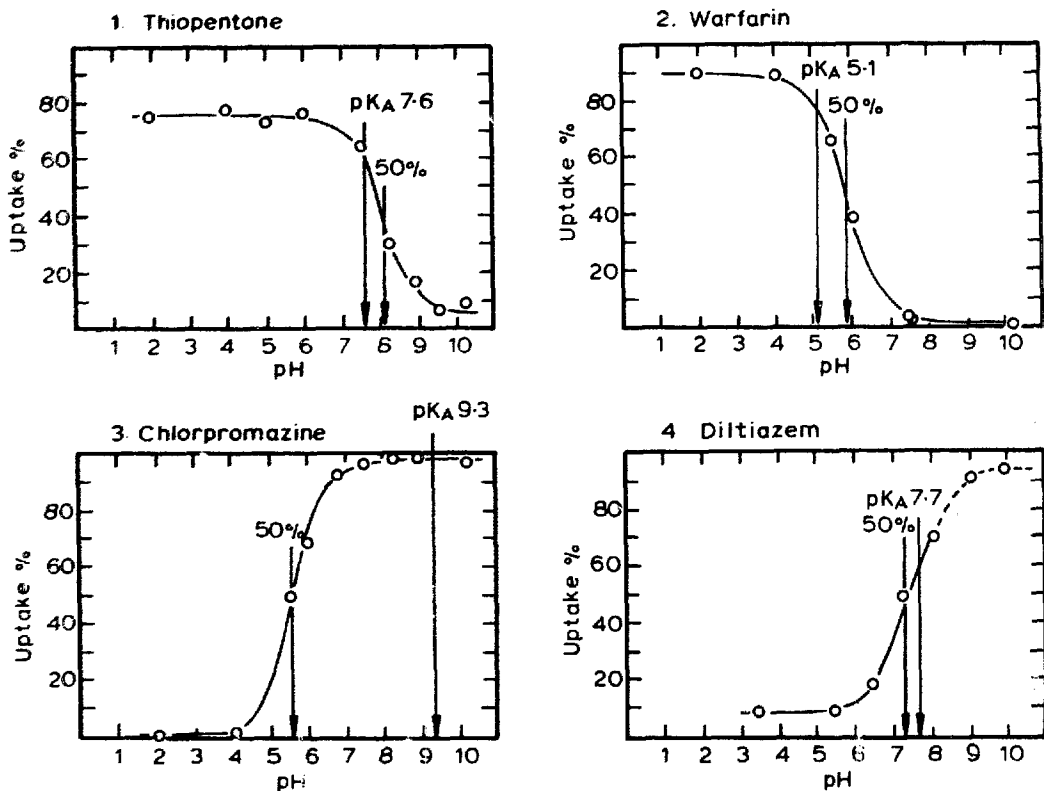 1. Thiopentone
80
60
40
20
Uptake %
pKA 7·6
50%
1 2 3 4 5 6 7 8 9 10
pH
2. Warfarin
80
60
40
20
Uptake %
pKA 5·1
50%
1 2 3 4 5 6 7 8 9 10
pH
3. Chlorpromazine
80
60
40
20
Uptake %
pKA 9·3
50%
1 2 3 4 5 6 7 8 9 10
pH
4 Diltiazem
80
60
40
20
Uptake %
pKA 7·7
50%
1 2 3 4 5 6 7 8 9 10
pH